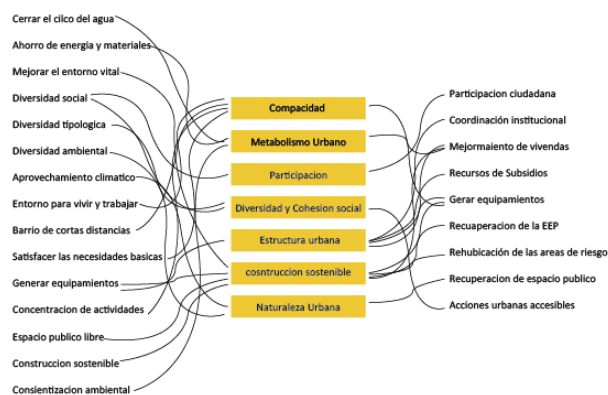 Cerrar el cilco del agua
Ahorro de energia y materiales
Mejorar el entorno vital
Diversidad social
Diversidad tipologica
Diversidad ambiental
Aprovechamiento climatico
Entorno para vivir y trabajar
Barrio de cortas distancias
Satisfacer las necesidades basicas
Generar equipamientos
Concentracion de actividades
Espacio publico libre
Construccion sostenible
Consientizacion ambiental
Compacidad
Metabolismo Urbano
Participacion
Diversidad y Cohesion social
Estructura urbana
cosntruccion sostenible
Naturaleza Urbana
Participacion ciudadana
Coordinación institucional
Mejormaiento de vivendas
Recursos de Subsidios
Gerar equipamientos
Recuaperacion de la EEP
Rehubicación de las areas de riesgo
Recuperacion de espacio publico
Acciones urbanas accesibles